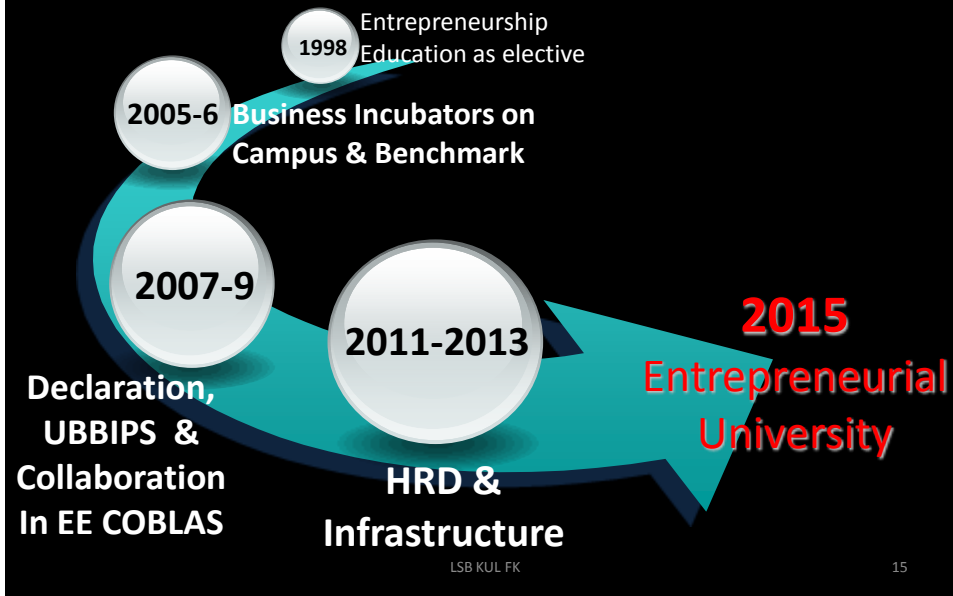 1998
Entrepreneurship
Education as elective
2005-6
Business Incubators on
Campus & Benchmark
2007-9
Declaration,
UBBIPS &
Collaboration
In EE COBLAS
2011-2013
HRD &
Infrastructure
2015
Entrepreneurial
University
LSB KUL FK
15